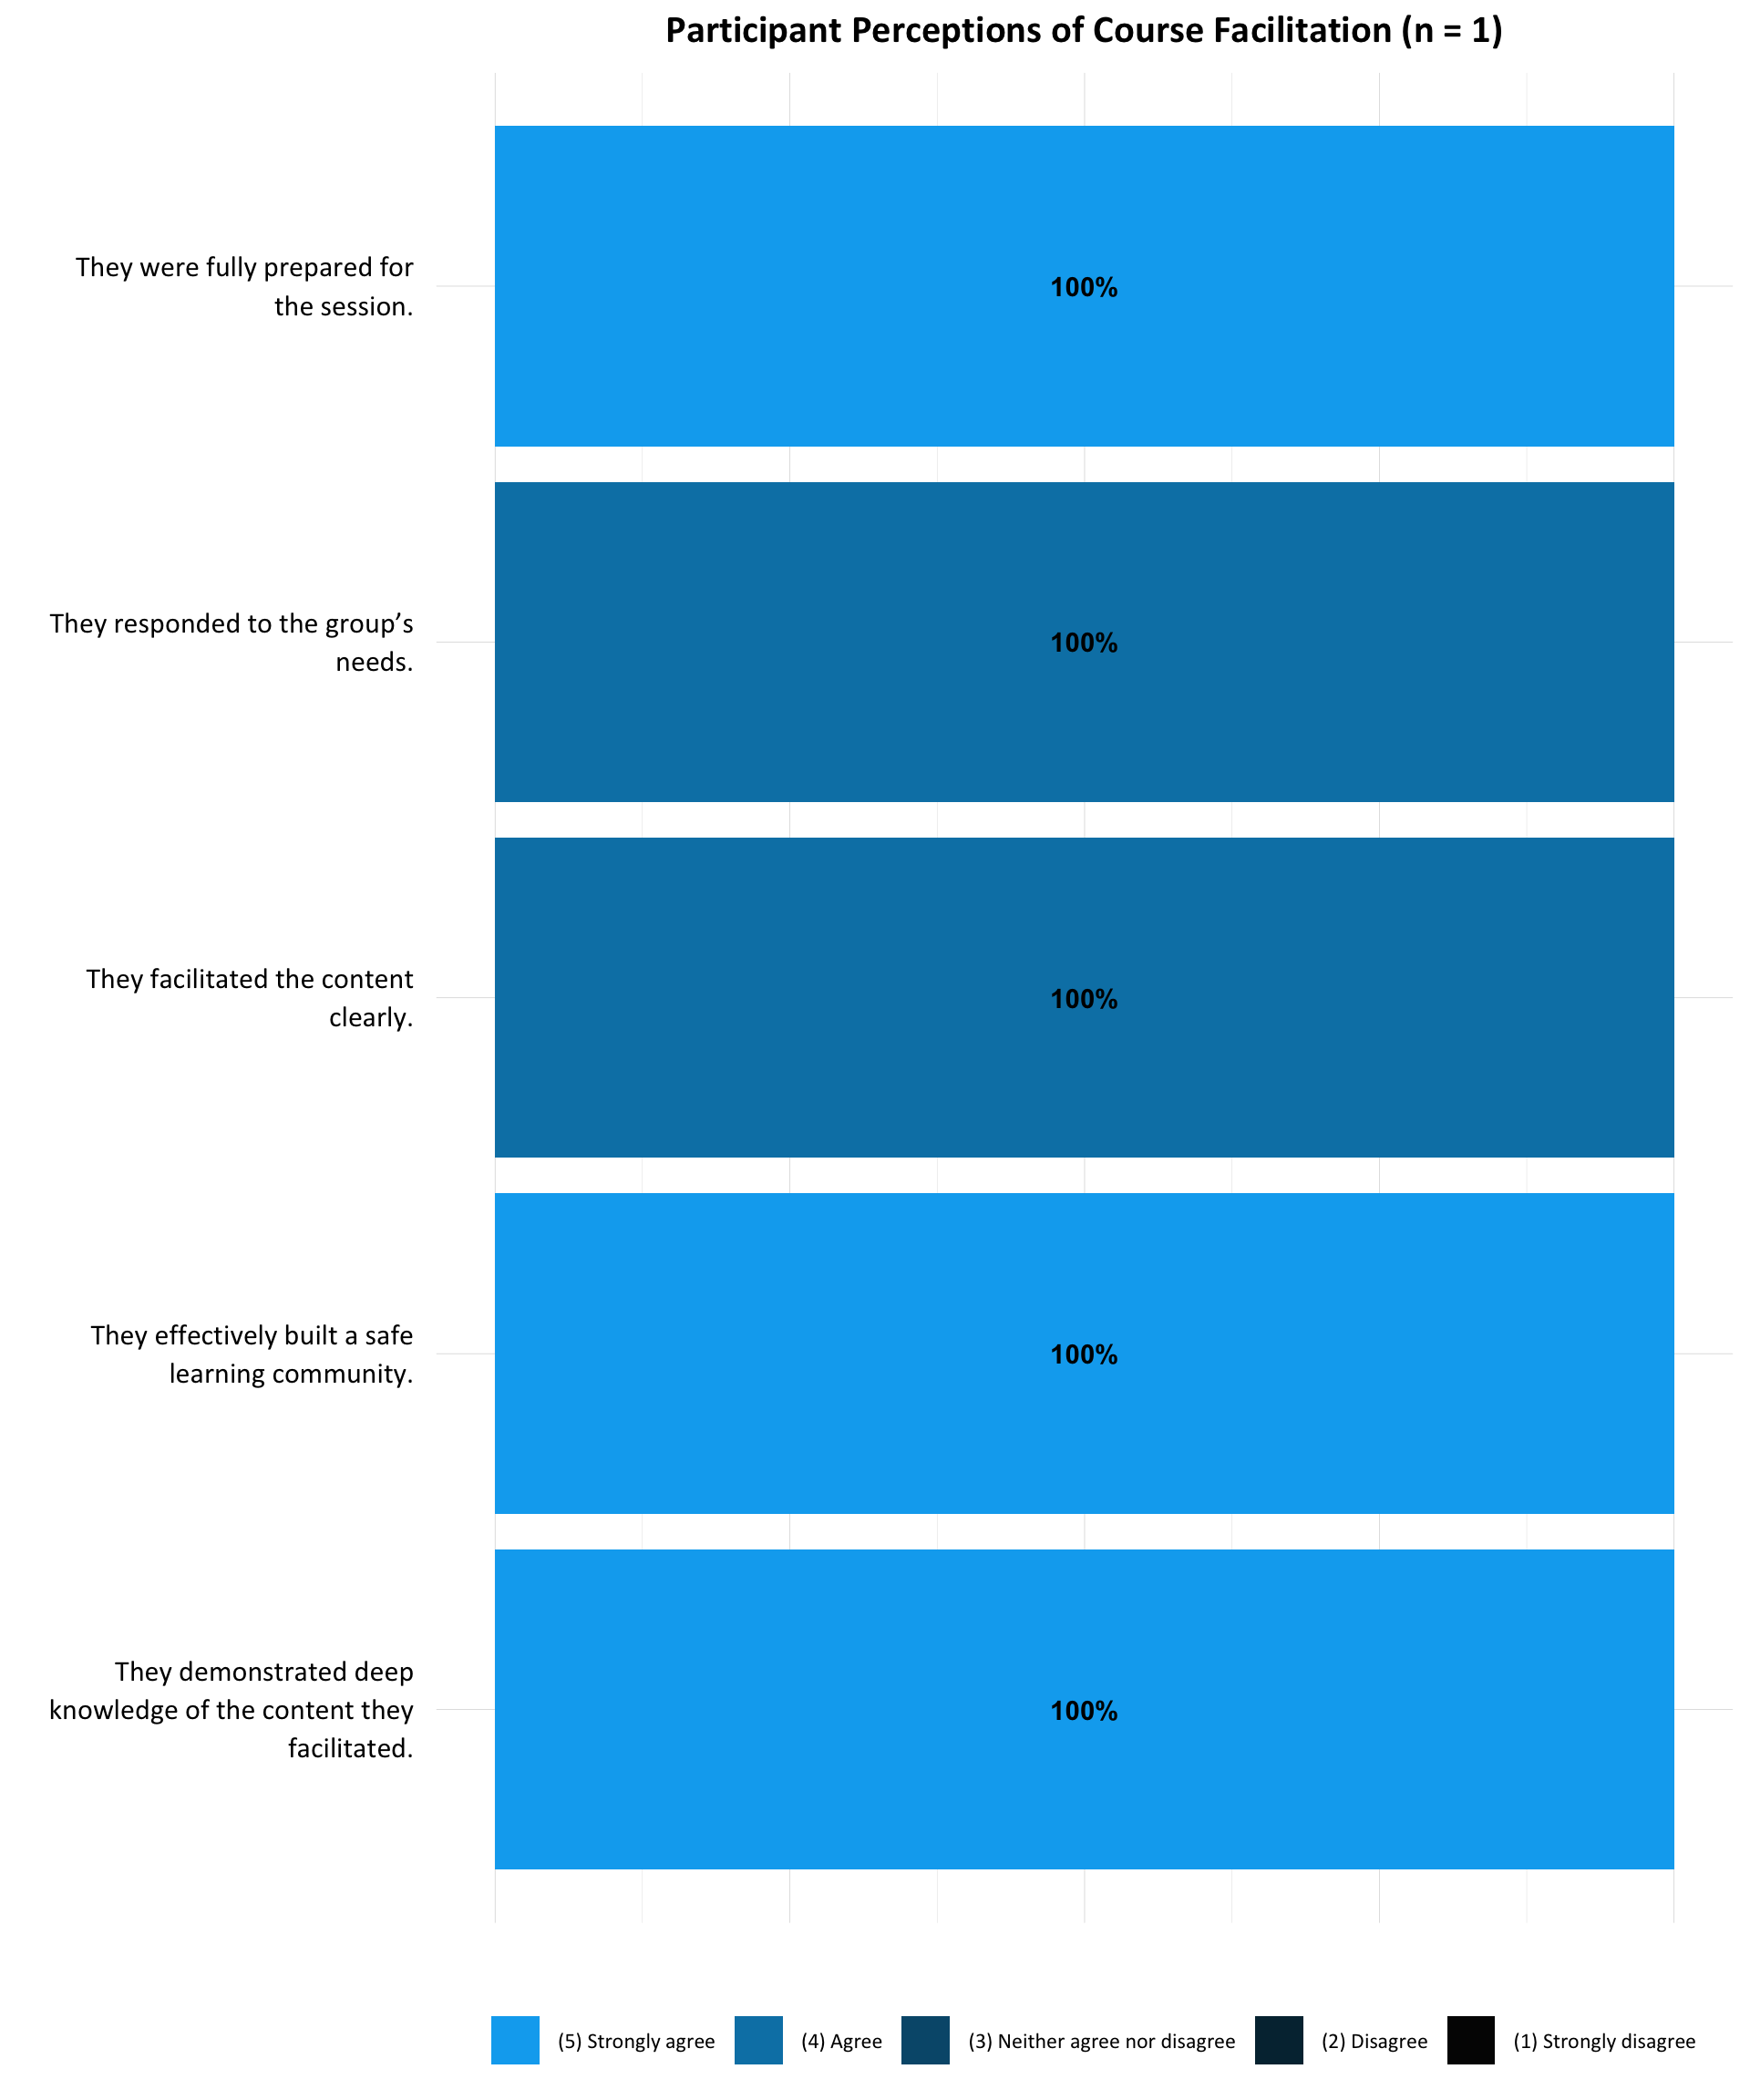 Participant Perceptions of Course Facilitation (n = 1)
They were fully prepared for
the session.
100%
They responded to the group’s
needs.
100%
They facilitated the content
clearly.
100%
They effectively built a safe
learning community.
100%
They demonstrated deep
knowledge of the content they
facilitated.
100%
(5) Strongly agree (4) Agree (3) Neither agree nor disagree (2) Disagree (1) Strongly disagree